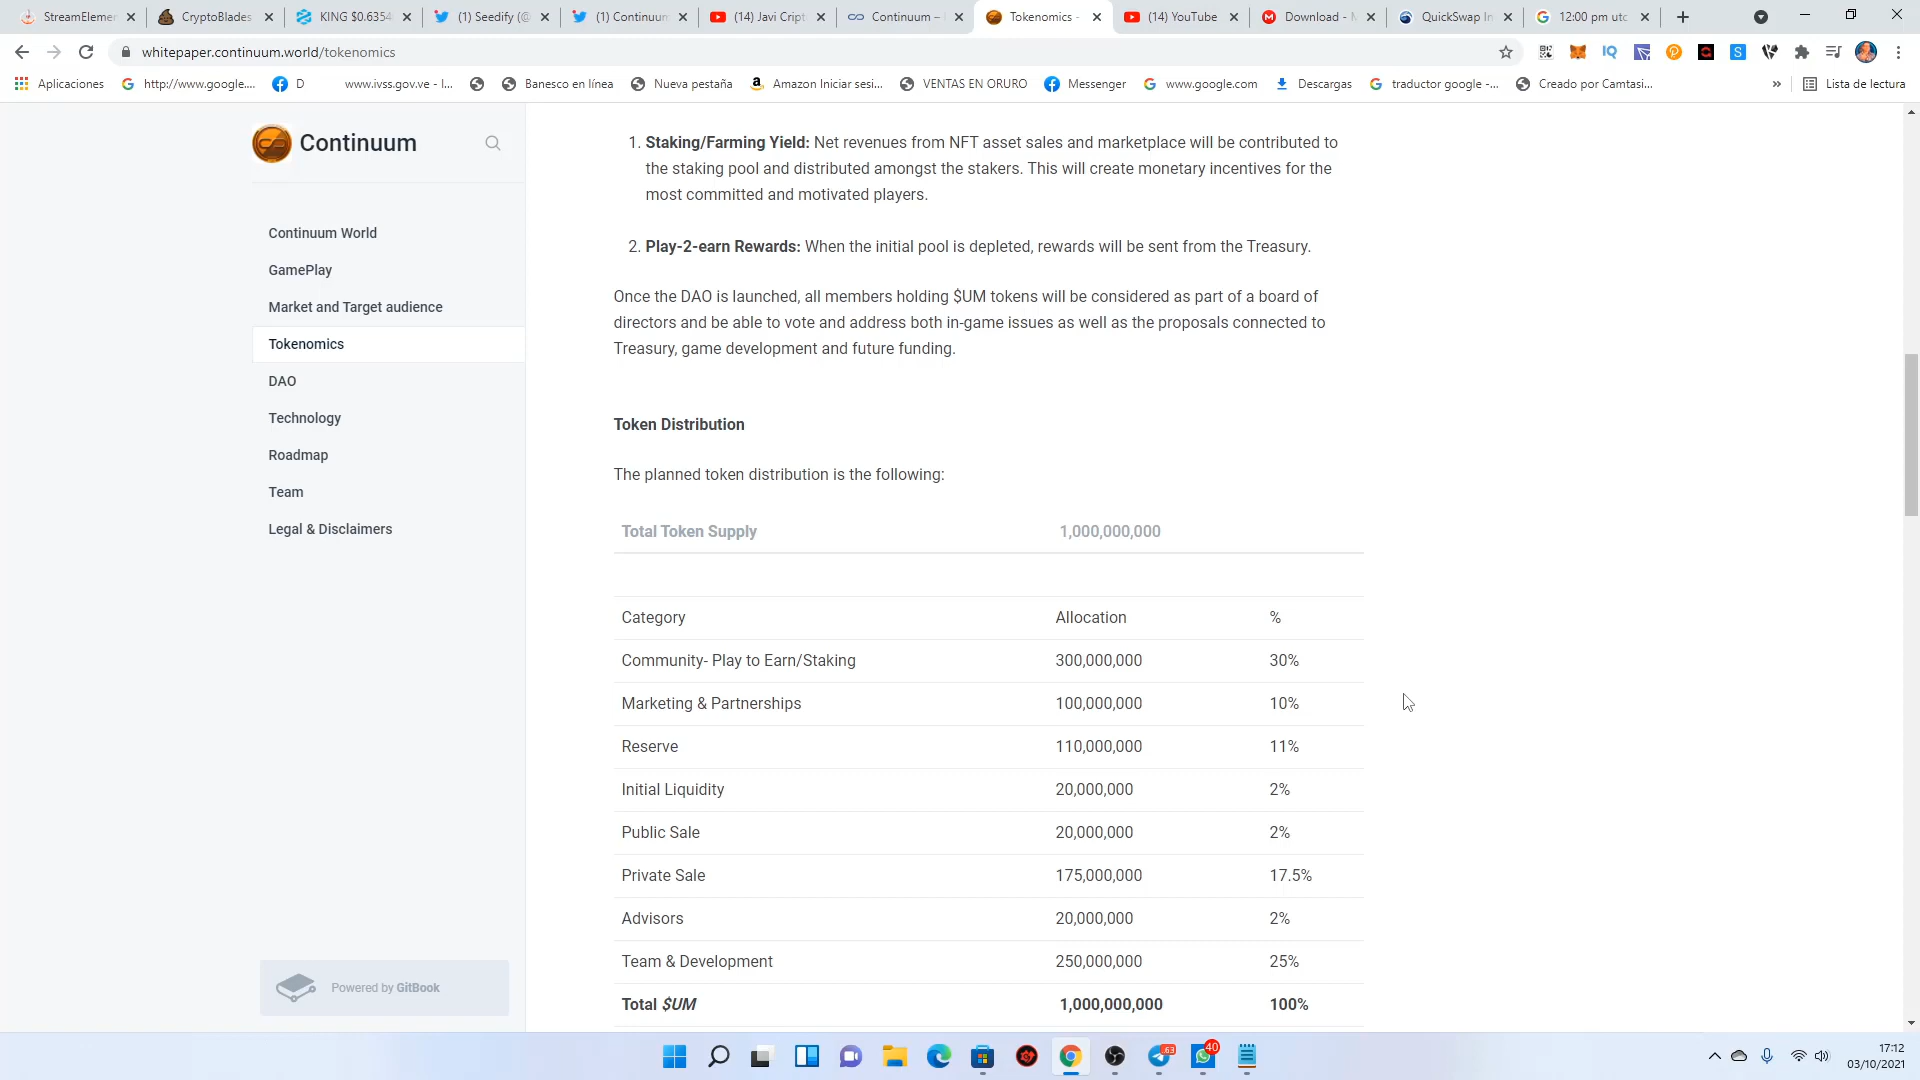 StreamElemen
CryptoBlades
KING $0.6354
(1) Seedify (@
(1) Continuum
(14) Javi Cript
Continuum –
Tokenomics -
(14) YouTube
Download - M
QuickSwap In
12:00 pm utc
whitepaper.continuum.world/tokenomics
Aplicaciones
http://www.google....
D
www.ivss.gov.ve - I...
Banesco en línea
Nueva pestaña
Amazon Iniciar sesi...
VENTAS EN ORURO
Messenger
www.google.com
Descargas
traductor google -...
Creado por Camtasi...
»
Lista de lectura
Continuum
Continuum World
GamePlay
Market and Target audience
Tokenomics
DAO
Technology
Roadmap
Team
Legal & Disclaimers
Powered by GitBook
1. Staking/Farming Yield: Net revenues from NFT asset sales and marketplace will be contributed to
the staking pool and distributed amongst the stakers. This will create monetary incentives for the
most committed and motivated players.
2. Play-2-earn Rewards: When the initial pool is depleted, rewards will be sent from the Treasury.
Once the DAO is launched, all members holding $UM tokens will be considered as part of a board of
directors and be able to vote and address both in-game issues as well as the proposals connected to
Treasury, game development and future funding.
Token Distribution
The planned token distribution is the following:
Total Token Supply 1,000,000,000
Category Allocation %
Community- Play to Earn/Staking 300,000,000 30%
Marketing & Partnerships 100,000,000 10%
Reserve 110,000,000 11%
Initial Liquidity 20,000,000 2%
Public Sale 20,000,000 2%
Private Sale 175,000,000 17.5%
Advisors 20,000,000 2%
Team & Development 250,000,000 25%
Total $UM 1,000,000,000 100%
63
40
17:12
03/10/2021